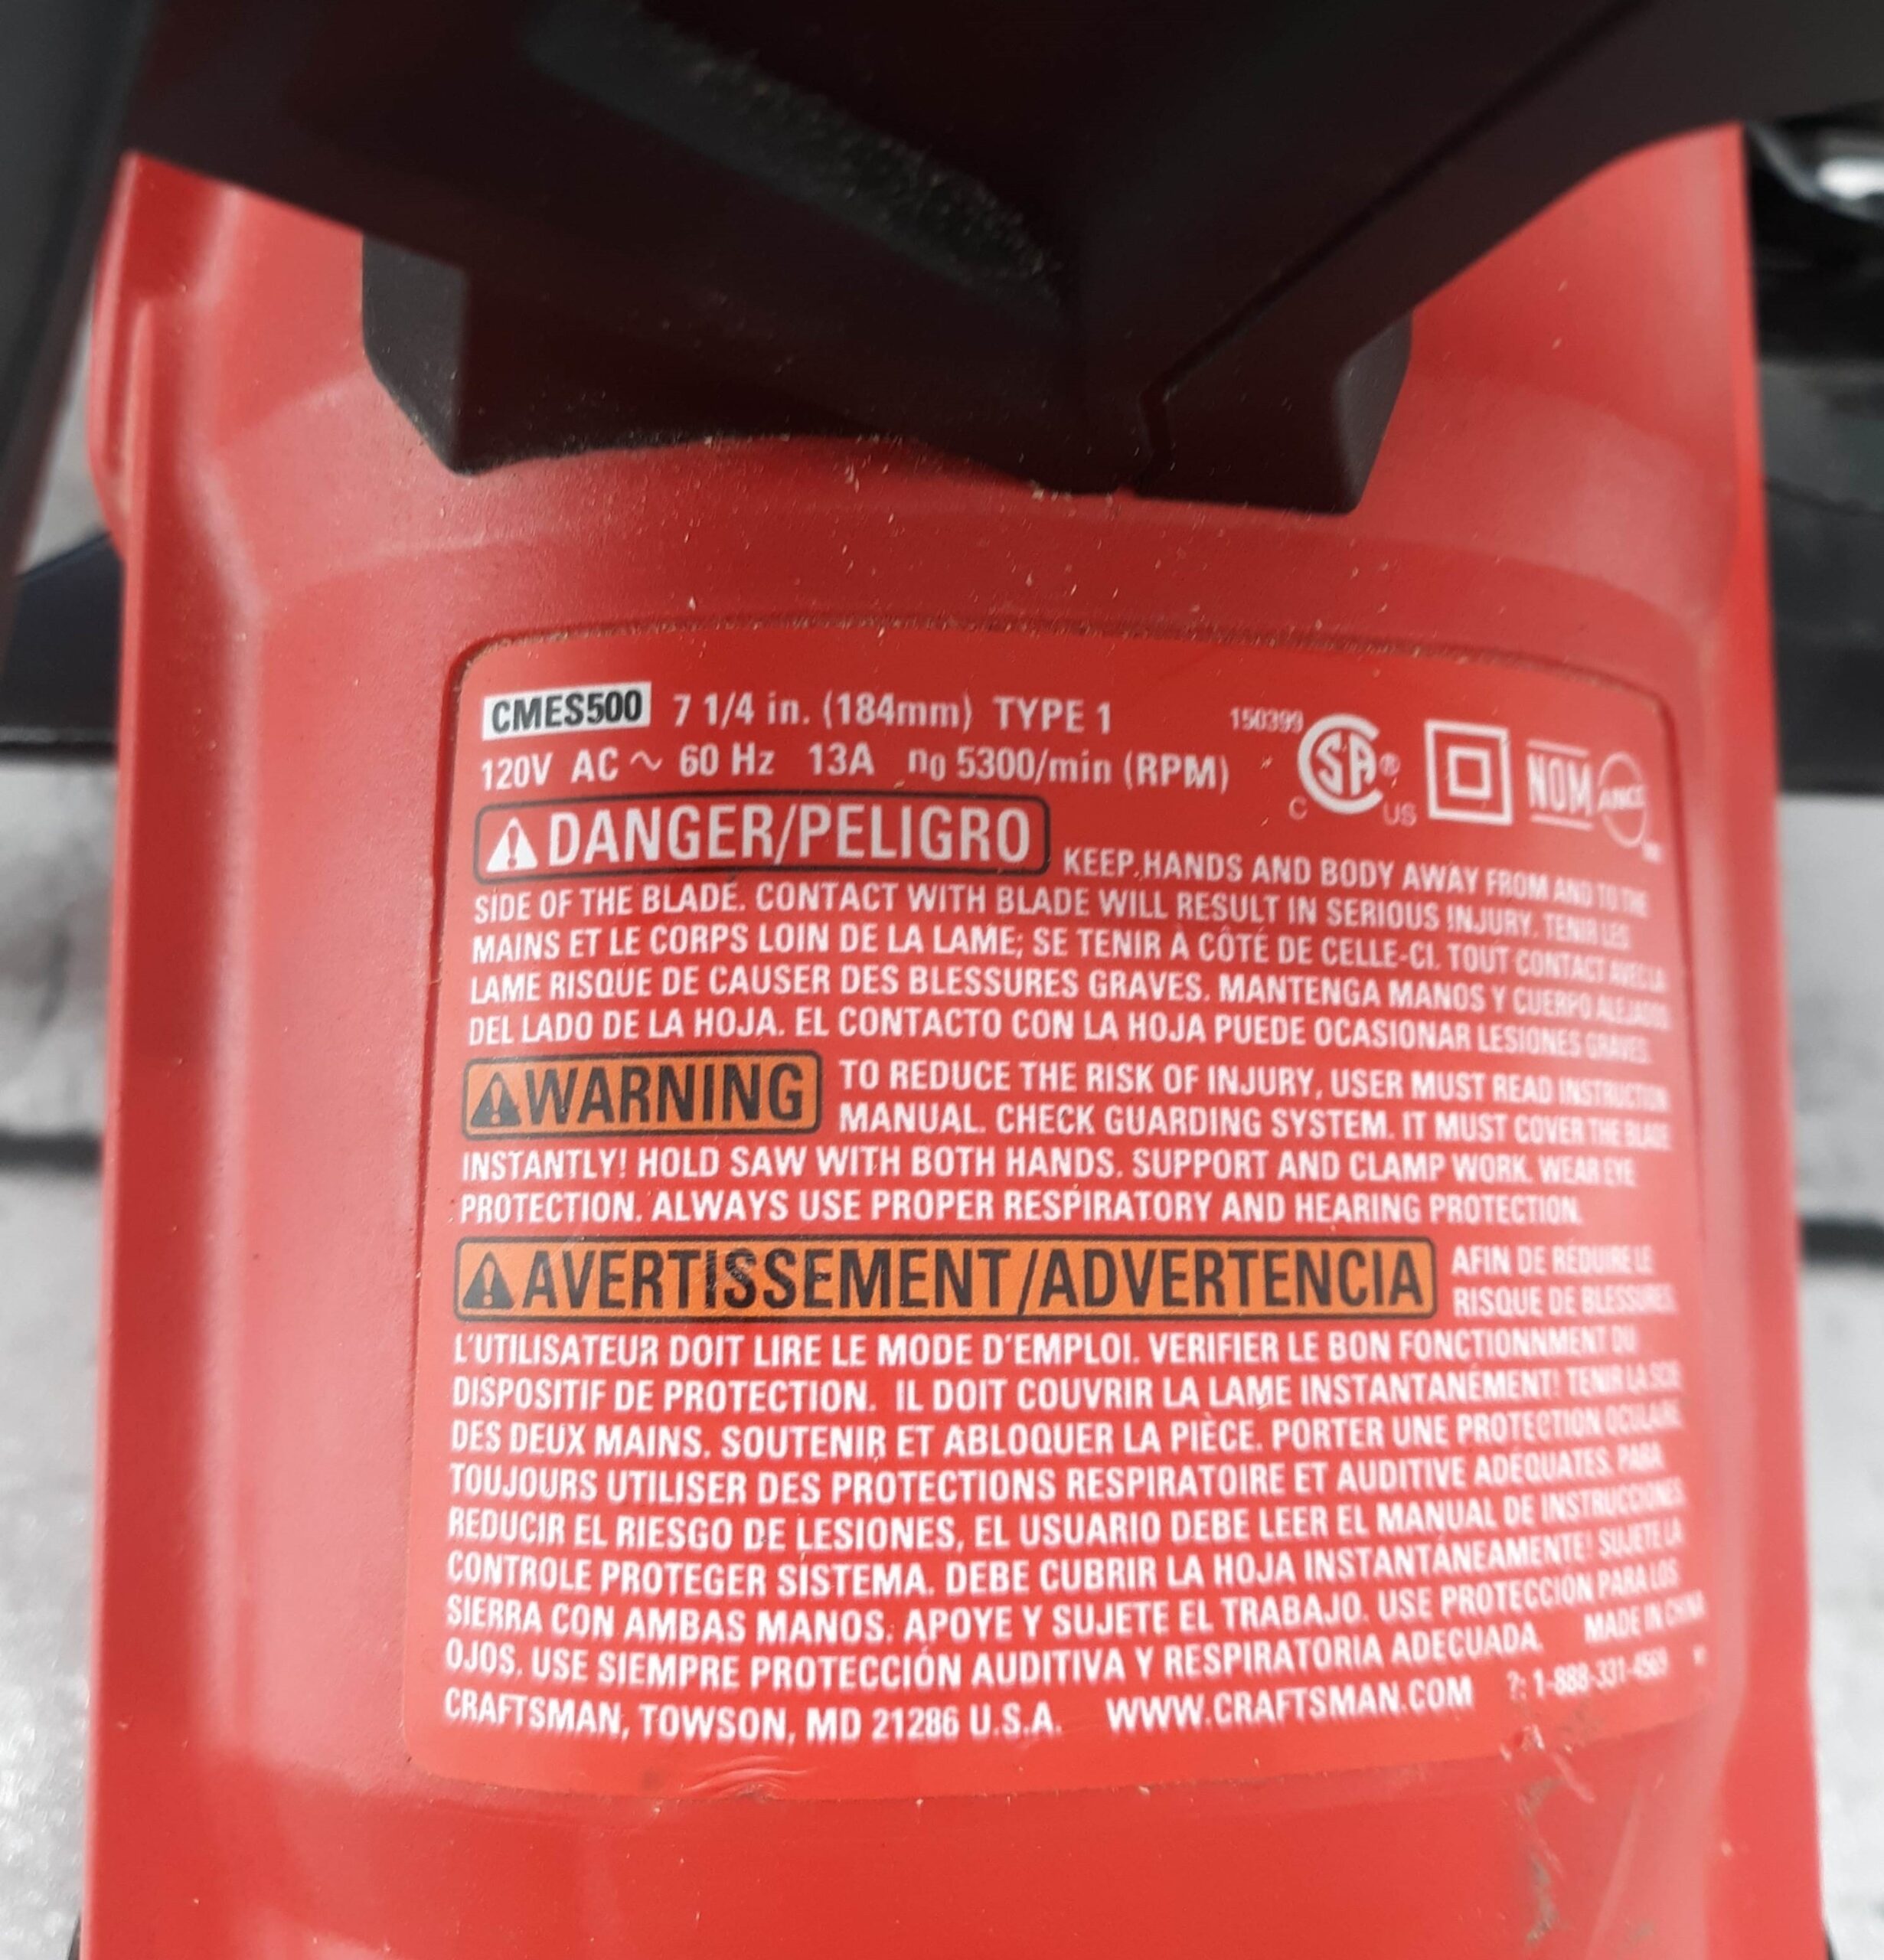 CMES500 7 1/4 in. (184mm) TYPE 1 150399
120V AC ~ 60 Hz 13A n0 5300/min (RPM) C SA® US NOM ANCE
DANGER/PELIGRO KEEP HANDS AND BODY AWAY FROM AND TO THE
SIDE OF THE BLADE. CONTACT WITH BLADE WILL RESULT IN SERIOUS INJURY. TENIR LES
MAINS ET LE CORPS LOIN DE LA LAME; SE TENIR À CÔTÉ DE CELLE-CI. TOUT CONTACT AVEC LA
LAME RISQUE DE CAUSER DES BLESSURES GRAVES. MANTENGA MANOS Y CUERPO ALEJADOS
DEL LADO DE LA HOJA. EL CONTACTO CON LA HOJA PUEDE OCASIONAR LESIONES GRAVES.
WARNING TO REDUCE THE RISK OF INJURY, USER MUST READ INSTRUCTION
MANUAL. CHECK GUARDING SYSTEM. IT MUST COVER THE BLADE
INSTANTLY! HOLD SAW WITH BOTH HANDS. SUPPORT AND CLAMP WORK. WEAR EYE
PROTECTION. ALWAYS USE PROPER RESPIRATORY AND HEARING PROTECTION.
AVERTISSEMENT/ADVERTENCIA AFIN DE RÉDUIRE LE
RISQUE DE BLESSURES,
L'UTILISATEUR DOIT LIRE LE MODE D'EMPLOI. VERIFIER LE BON FONCTIONNMENT DU
DISPOSITIF DE PROTECTION. IL DOIT COUVRIR LA LAME INSTANTANÉMENT! TENIR LA SCIE
DES DEUX MAINS. SOUTENIR ET ABLOQUER LA PIÈCE. PORTER UNE PROTECTION OCULAIRE.
TOUJOURS UTILISER DES PROTECTIONS RESPIRATOIRE ET AUDITIVE ADÉQUATES. PARA
REDUCIR EL RIESGO DE LESIONES, EL USUARIO DEBE LEER EL MANUAL DE INSTRUCCIONES.
CONTROLE PROTEGER SISTEMA. DEBE CUBRIR LA HOJA INSTANTÁNEAMENTE! SUJETE LA
SIERRA CON AMBAS MANOS. APOYE Y SUJETE EL TRABAJO. USE PROTECCIÓN PARA LOS
OJOS. USE SIEMPRE PROTECCIÓN AUDITIVA Y RESPIRATORIA ADECUADA. MADE IN CHINA
CRAFTSMAN, TOWSON, MD 21286 U.S.A. WWW.CRAFTSMAN.COM ?: 1-888-331-4569